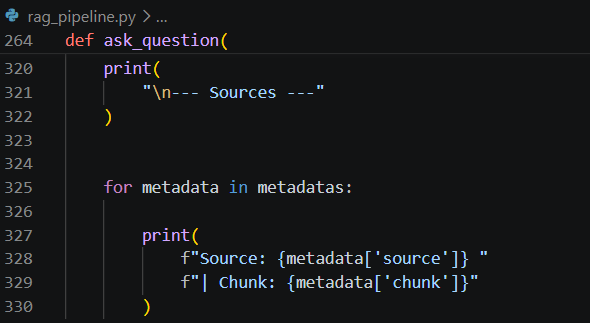 rag_pipeline.py > ...
264 def ask_question(
320 print(
321 "\n--- Sources ---"
322 )
323
324
325 for metadata in metadatas:
326
327 print(
328 f"Source: {metadata['source']} "
329 f"| Chunk: {metadata['chunk']}"
330 )